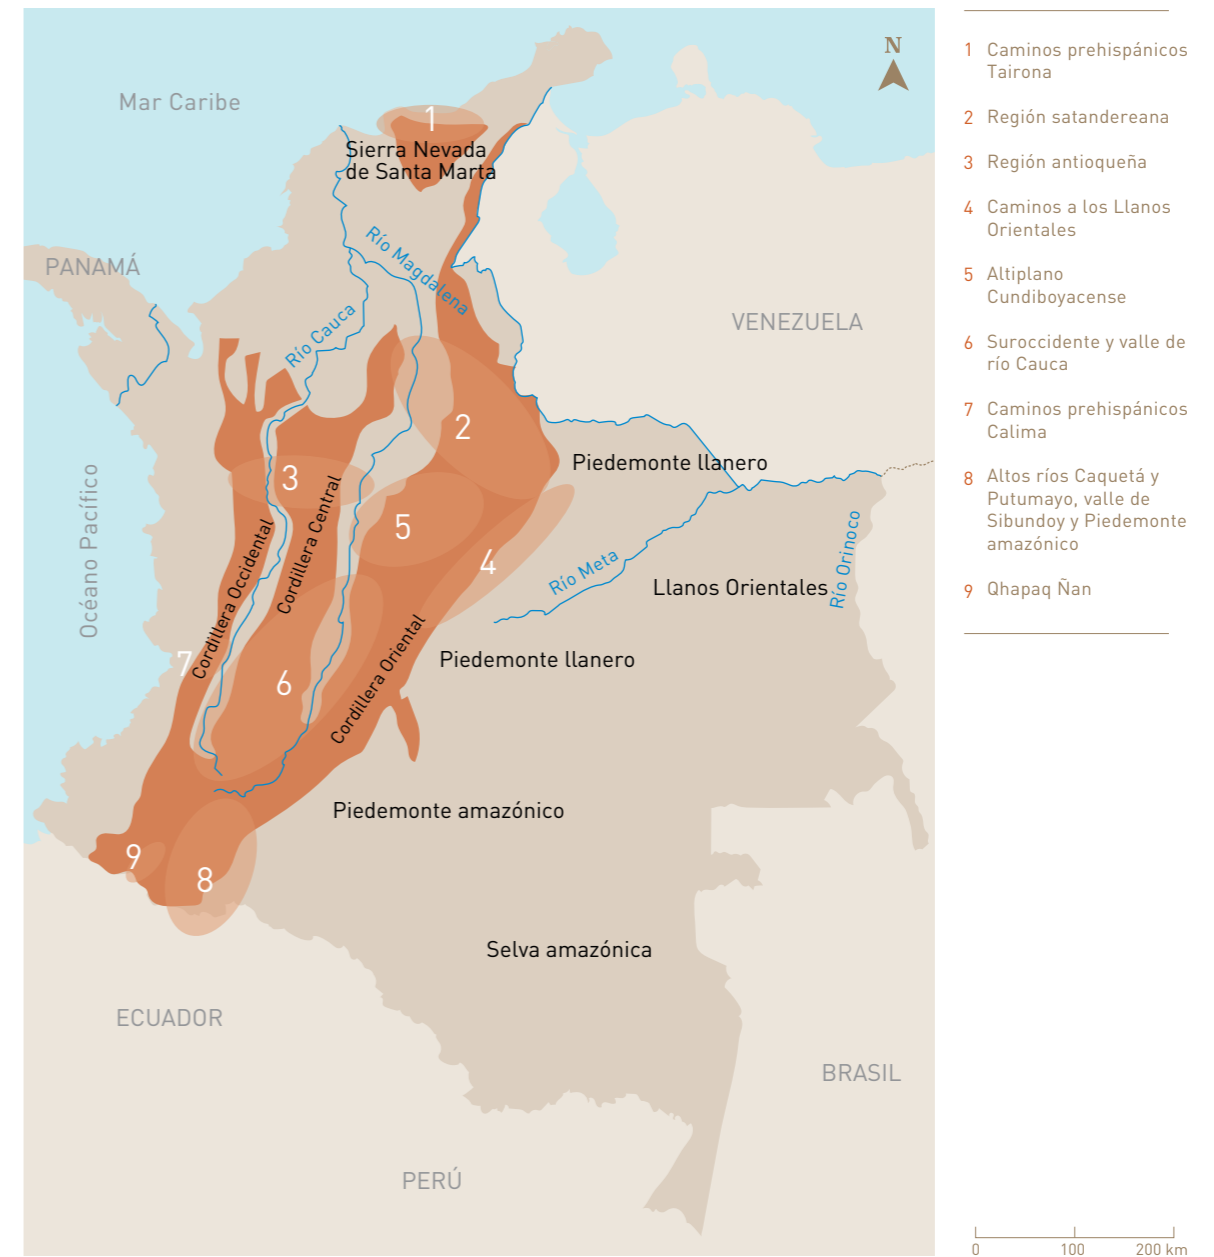 N
Mar Caribe
1
Sierra Nevada
de Santa Marta
PANAMÁ
Río Magdalena
Río Cauca
VENEZUELA
2
Piedemonte llanero
3
Cordillera Central
5
4
Océano Pacífico
Cordillera Occidental
Río Meta
Llanos Orientales
Río Orinoco
7
6
Cordillera Oriental
Piedemonte llanero
Piedemonte amazónico
9
8
Selva amazónica
ECUADOR
BRASIL
PERÚ
1 Caminos prehispánicos
Tairona
2 Región satandereana
3 Región antioqueña
4 Caminos a los Llanos
Orientales
5 Altiplano
Cundiboyacense
6 Suroccidente y valle de
río Cauca
7 Caminos prehispánicos
Calima
8 Altos ríos Caquetá y
Putumayo, valle de
Sibundoy y Piedemonte
amazónico
9 Qhapaq Ñan
0 100 200 km